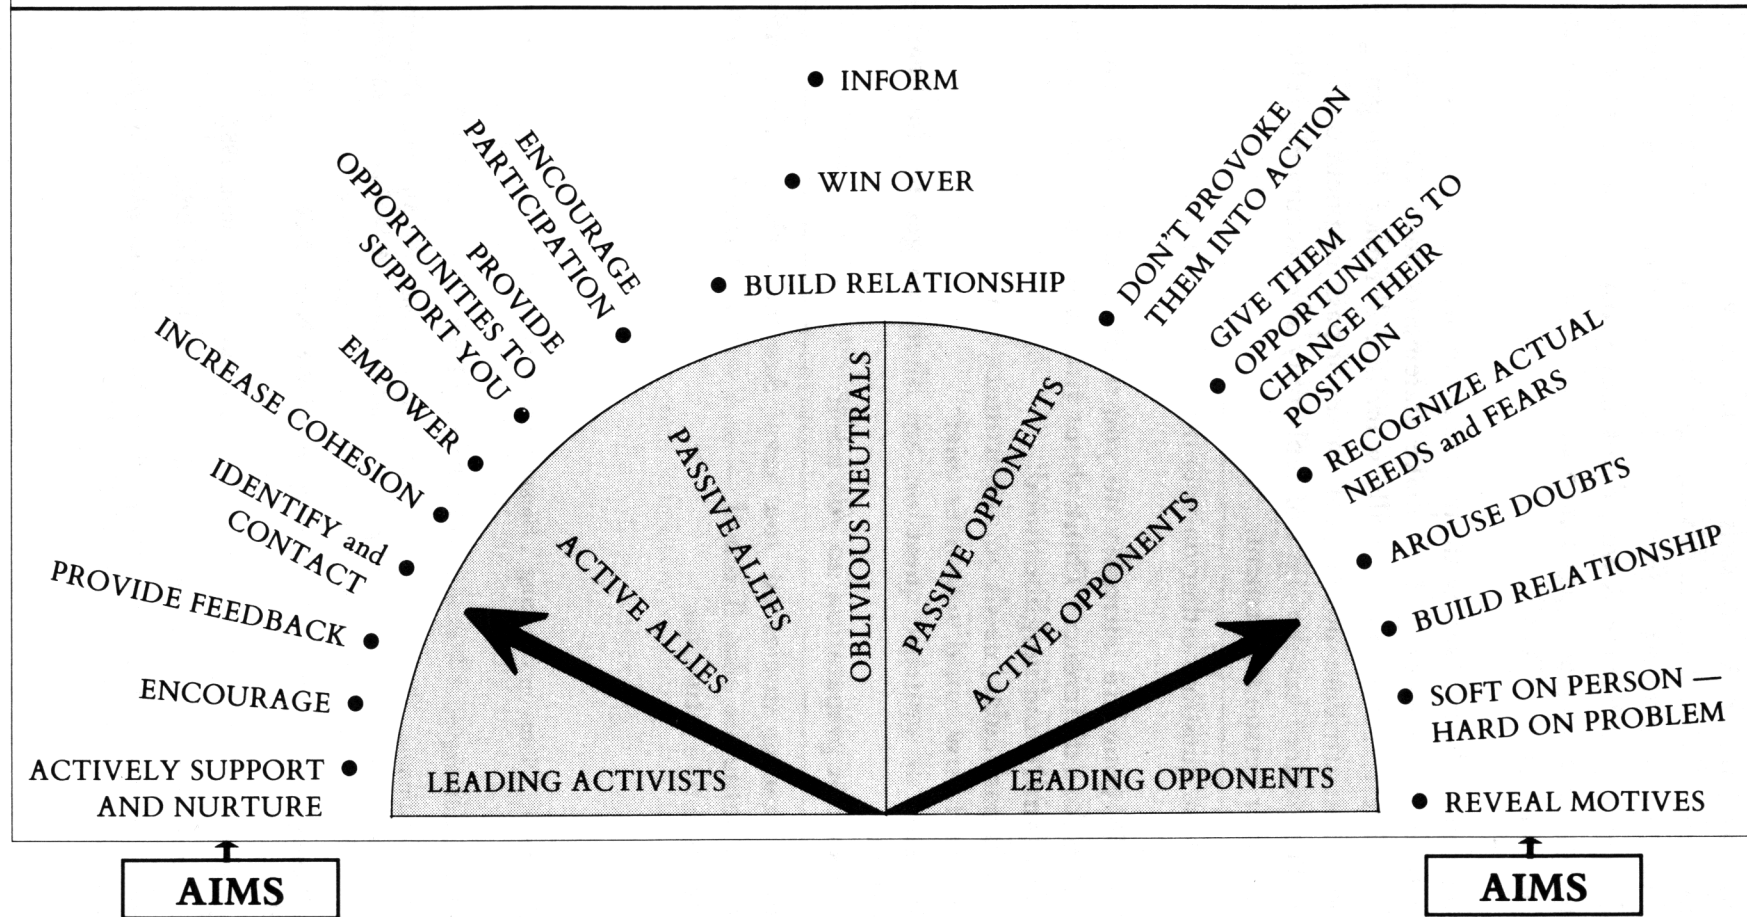 INFORM
WIN OVER
BUILD RELATIONSHIP
ENCOURAGE
PARTICIPATION
PROVIDE
OPPORTUNITIES TO
SUPPORT YOU
EMPOWER
INCREASE COHESION
IDENTIFY and
CONTACT
PROVIDE FEEDBACK
ENCOURAGE
ACTIVELY SUPPORT
AND NURTURE
DON'T PROVOKE
THEM INTO ACTION
GIVE THEM
OPPORTUNITIES TO
CHANGE THEIR
POSITION
RECOGNIZE ACTUAL
NEEDS and FEARS
AROUSE DOUBTS
BUILD RELATIONSHIP
SOFT ON PERSON —
HARD ON PROBLEM
REVEAL MOTIVES
LEADING ACTIVISTS
ACTIVE ALLIES
PASSIVE ALLIES
OBLIVIOUS NEUTRALS
PASSIVE OPPONENTS
ACTIVE OPPONENTS
LEADING OPPONENTS
AIMS
AIMS